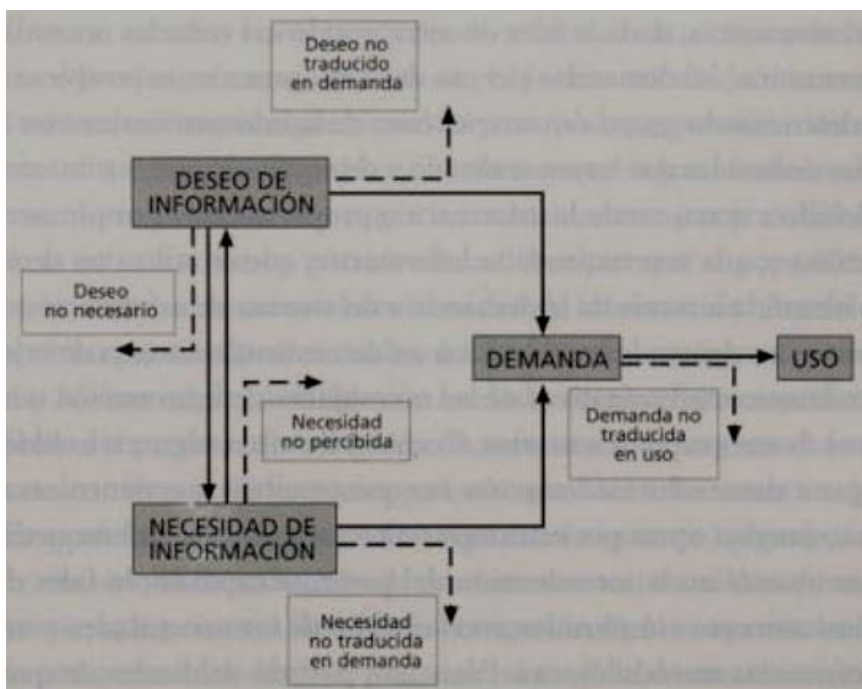 Deseo no
traducido
en demanda
DESEO DE
INFORMACIÓN
Deseo
no necesario
DEMANDA
USO
Necesidad
no percibida
Demanda no
traducida
en uso
NECESIDAD DE
INFORMACIÓN
Necesidad
no traducida
en demanda